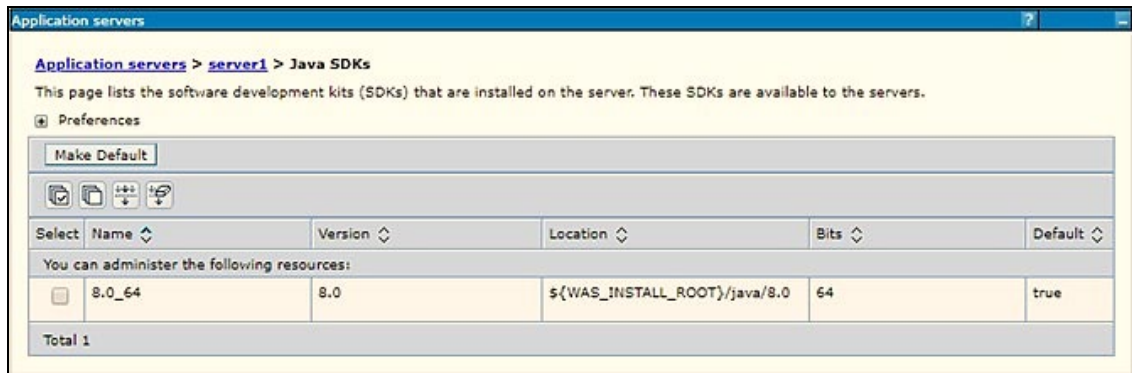 Application servers ? –
Application servers > server1 > Java SDKs
This page lists the software development kits (SDKs) that are installed on the server. These SDKs are available to the servers.
+ Preferences
Make Default
Select Name Version Location Bits Default
You can administer the following resources:
8.0_64 8.0 ${WAS_INSTALL_ROOT}/java/8.0 64 true
Total 1